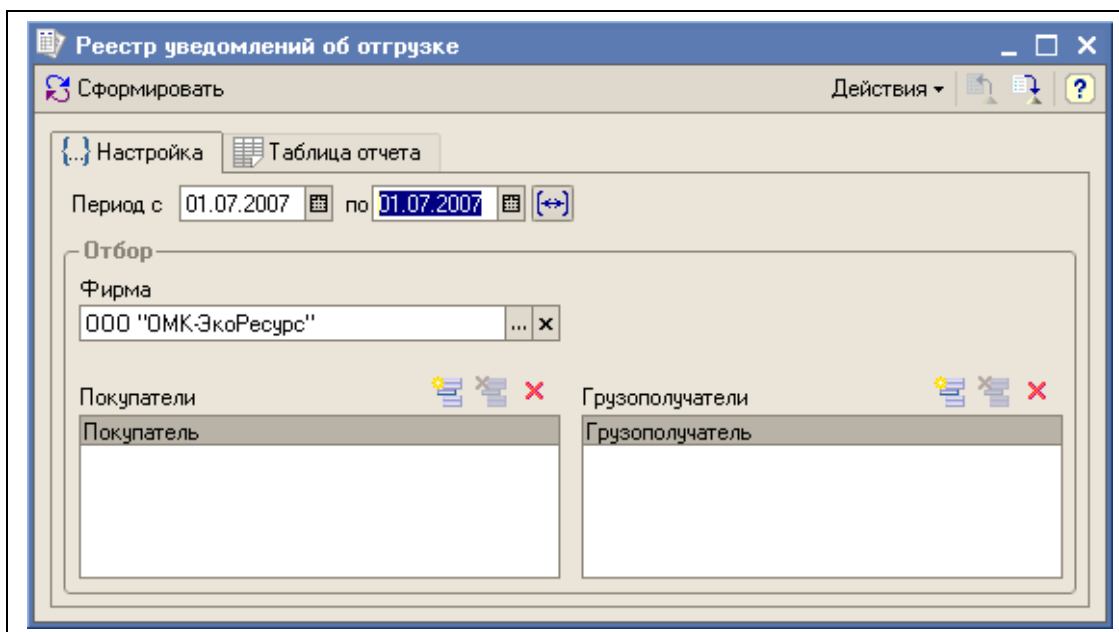 Реестр уведомлений об отгрузке
Сформировать Действия ?
{...} Настройка Таблица отчета
Период с 01.07.2007 по 01.07.2007
Отбор
Фирма
ООО "ОМК-ЭкоРесурс" ... x
Покупатели Грузополучатели
Покупатель Грузополучатель